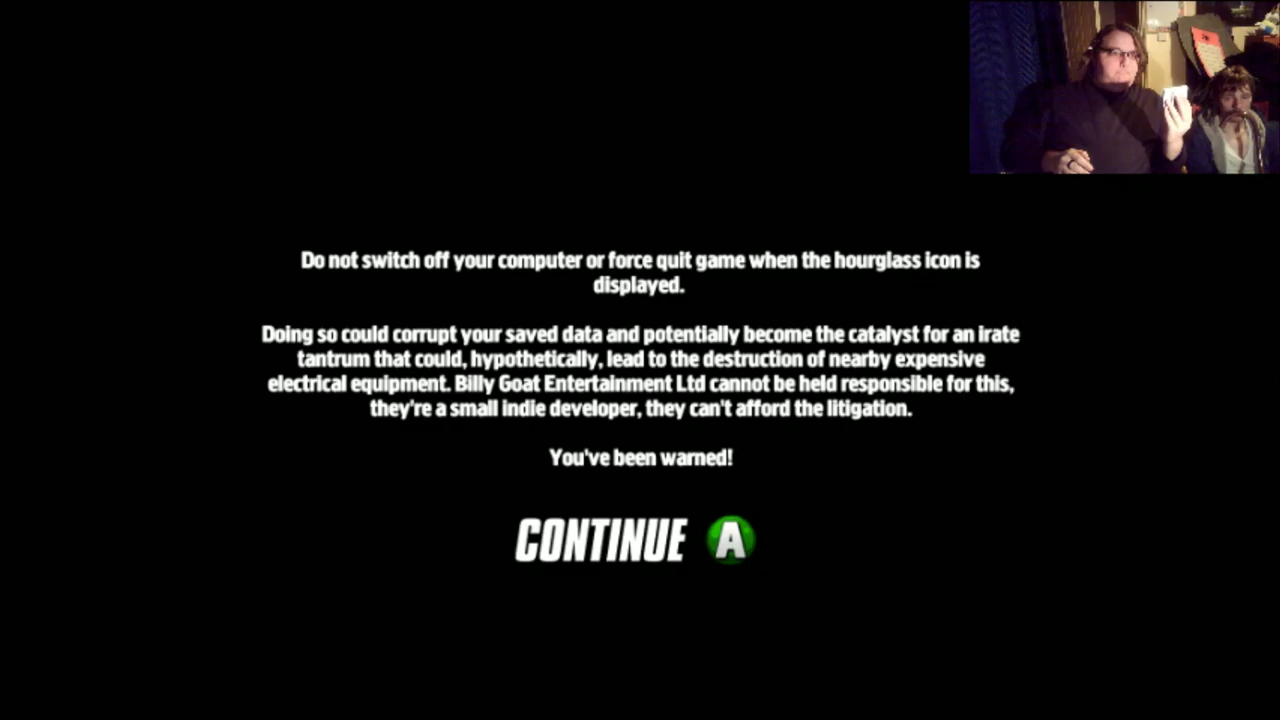 Do not switch off your computer or force quit game when the hourglass icon is
displayed.
Doing so could corrupt your saved data and potentially become the catalyst for an irate
tantrum that could, hypothetically, lead to the destruction of nearby expensive
electrical equipment. Billy Goat Entertainment Ltd cannot be held responsible for this,
they're a small indie developer, they can't afford the litigation.
You've been warned!
CONTINUE A